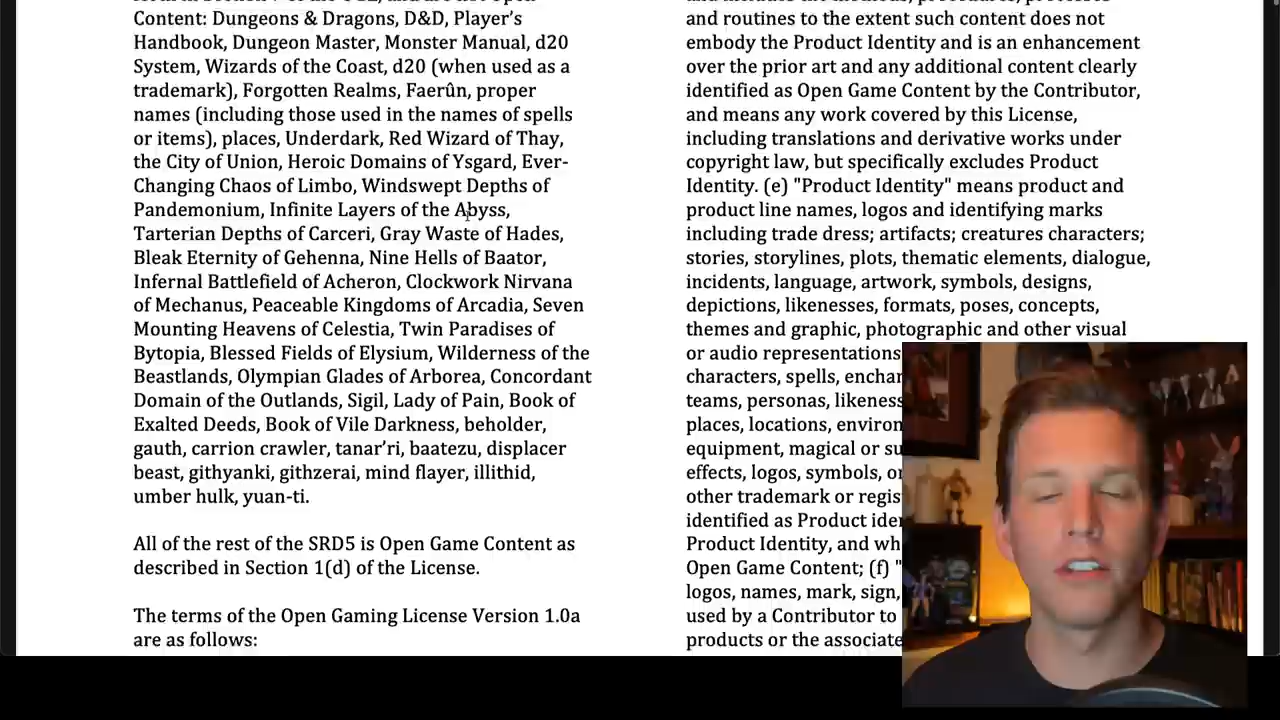 Content: Dungeons & Dragons, D&D, Player's
Handbook, Dungeon Master, Monster Manual, d20
System, Wizards of the Coast, d20 (when used as a
trademark), Forgotten Realms, Faerûn, proper
names (including those used in the names of spells
or items), places, Underdark, Red Wizard of Thay,
the City of Union, Heroic Domains of Ysgard, Ever-
Changing Chaos of Limbo, Windswept Depths of
Pandemonium, Infinite Layers of the Abyss,
Tarterian Depths of Carceri, Gray Waste of Hades,
Bleak Eternity of Gehenna, Nine Hells of Baator,
Infernal Battlefield of Acheron, Clockwork Nirvana
of Mechanus, Peaceable Kingdoms of Arcadia, Seven
Mounting Heavens of Celestia, Twin Paradises of
Bytopia, Blessed Fields of Elysium, Wilderness of the
Beastlands, Olympian Glades of Arborea, Concordant
Domain of the Outlands, Sigil, Lady of Pain, Book of
Exalted Deeds, Book of Vile Darkness, beholder,
gauth, carrion crawler, tanar'ri, baatezu, displacer
beast, githyanki, githzerai, mind flayer, illithid,
umber hulk, yuan-ti.
All of the rest of the SRD5 is Open Game Content as
described in Section 1(d) of the License.
The terms of the Open Gaming License Version 1.0a
are as follows:
and routines to the extent such content does not
embody the Product Identity and is an enhancement
over the prior art and any additional content clearly
identified as Open Game Content by the Contributor,
and means any work covered by this License,
including translations and derivative works under
copyright law, but specifically excludes Product
Identity. (e) "Product Identity" means product and
product line names, logos and identifying marks
including trade dress; artifacts; creatures characters;
stories, storylines, plots, thematic elements, dialogue,
incidents, language, artwork, symbols, designs,
depictions, likenesses, formats, poses, concepts,
themes and graphic, photographic and other visual
or audio representations
characters, spells, enchan
teams, personas, likeness
places, locations, environ
equipment, magical or su
effects, logos, symbols, or
other trademark or regis
identified as Product iden
Product Identity, and wh
Open Game Content; (f) "
logos, names, mark, sign,
used by a Contributor to
products or the associate